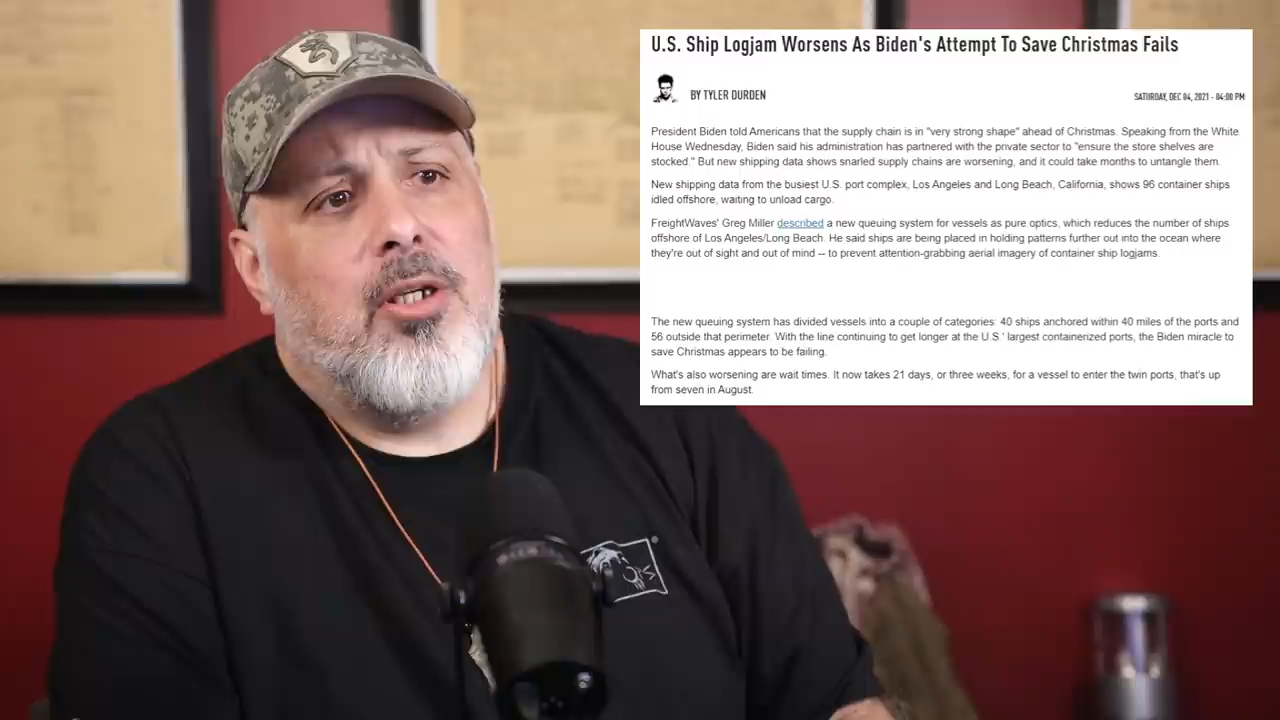 U.S. Ship Logjam Worsens As Biden's Attempt To Save Christmas Fails
BY TYLER DURDEN
SATURDAY, DEC 04, 2021 - 04:00 PM
President Biden told Americans that the supply chain is in "very strong shape" ahead of Christmas. Speaking from the White
House Wednesday, Biden said his administration has partnered with the private sector to "ensure the store shelves are
stocked." But new shipping data shows snarled supply chains are worsening, and it could take months to untangle them.
New shipping data from the busiest U.S. port complex, Los Angeles and Long Beach, California, shows 96 container ships
idled offshore, waiting to unload cargo.
FreightWaves' Greg Miller described a new queuing system for vessels as pure optics, which reduces the number of ships
offshore of Los Angeles/Long Beach. He said ships are being placed in holding patterns further out into the ocean where
they're out of sight and out of mind -- to prevent attention-grabbing aerial imagery of container ship logjams.
The new queuing system has divided vessels into a couple of categories: 40 ships anchored within 40 miles of the ports and
56 outside that perimeter. With the line continuing to get longer at the U.S.' largest containerized ports, the Biden miracle to
save Christmas appears to be failing.
What's also worsening are wait times. It now takes 21 days, or three weeks, for a vessel to enter the twin ports, that's up
from seven in August.